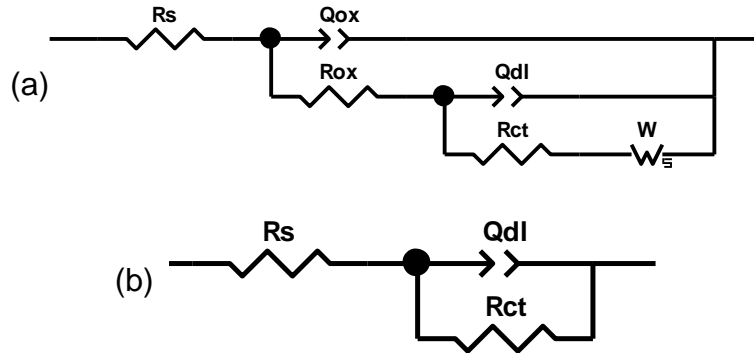 Rs Qox
(a) Rox Qdl
Rct W
s
Rs Qdl
(b) Rct